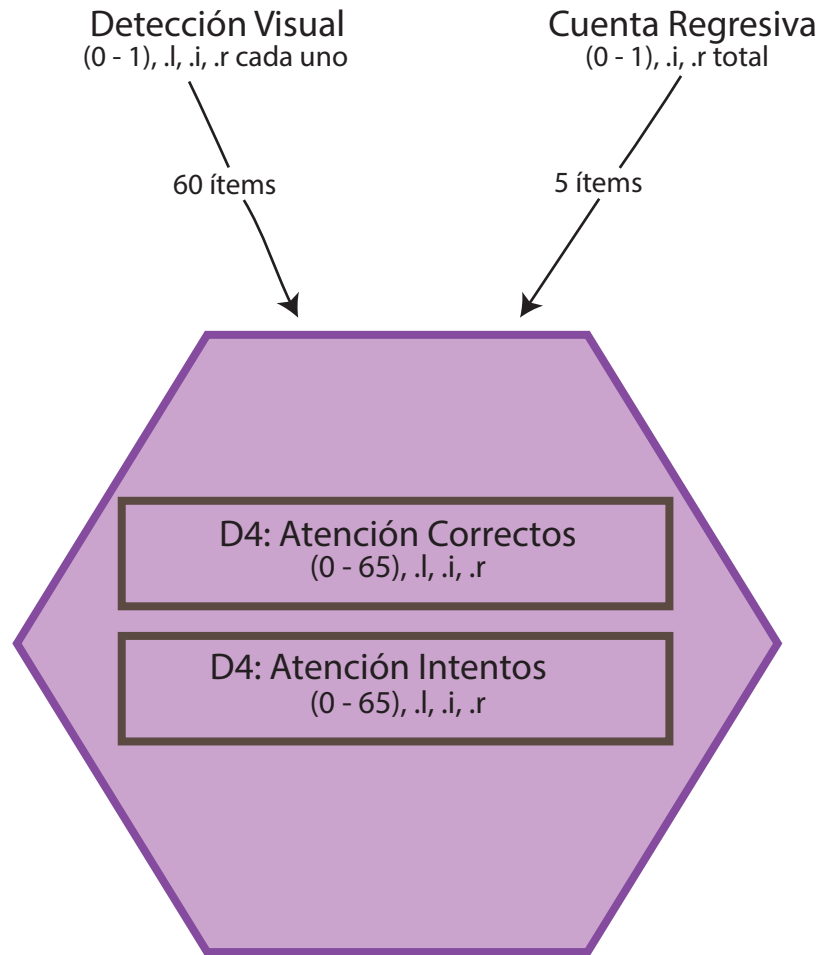 Detección Visual
(0 - 1), .l, .i, .r cada uno
Cuenta Regresiva
(0 - 1), .i, .r total
60 ítems
5 ítems
D4: Atención Correctos
(0 - 65), .l, .i, .r
D4: Atención Intentos
(0 - 65), .l, .i, .r